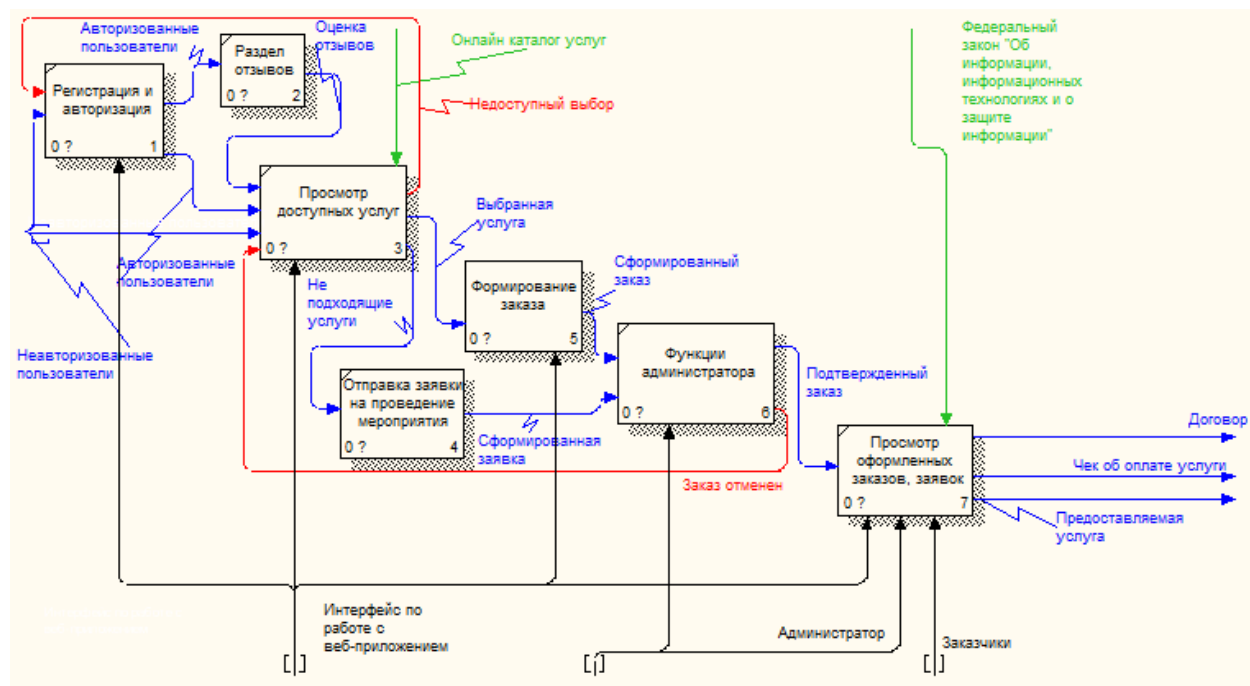 Авторизованные
пользователи
Оценка
отзывов
Раздел
отзывов
0 ?
2
Онлайн каталог услуг
Федеральный
закон "Об
информации,
информационных
технологиях и о
защите
информации"
Регистрация и
авторизация
0 ?
1
Недоступный выбор
Просмотр
доступных услуг
0 ?
3
Выбранная
услуга
Авторизованные
пользователи
Не
подходящие
услуги
Формирование
заказа
0 ?
5
Сформированный
заказ
Неавторизованные
пользователи
Функции
администратора
0 ?
6
Отправка заявки
на проведение
мероприятия
0 ?
4
Подтвержденный
заказ
Сформированная
заявка
Заказ отменен
Просмотр
оформленных
заказов, заявок
0 ?
7
Договор
Чек об оплате услуги
Предоставляемая
услуга
Интерфейс по
работе с
веб-приложением
Администратор
Заказчики